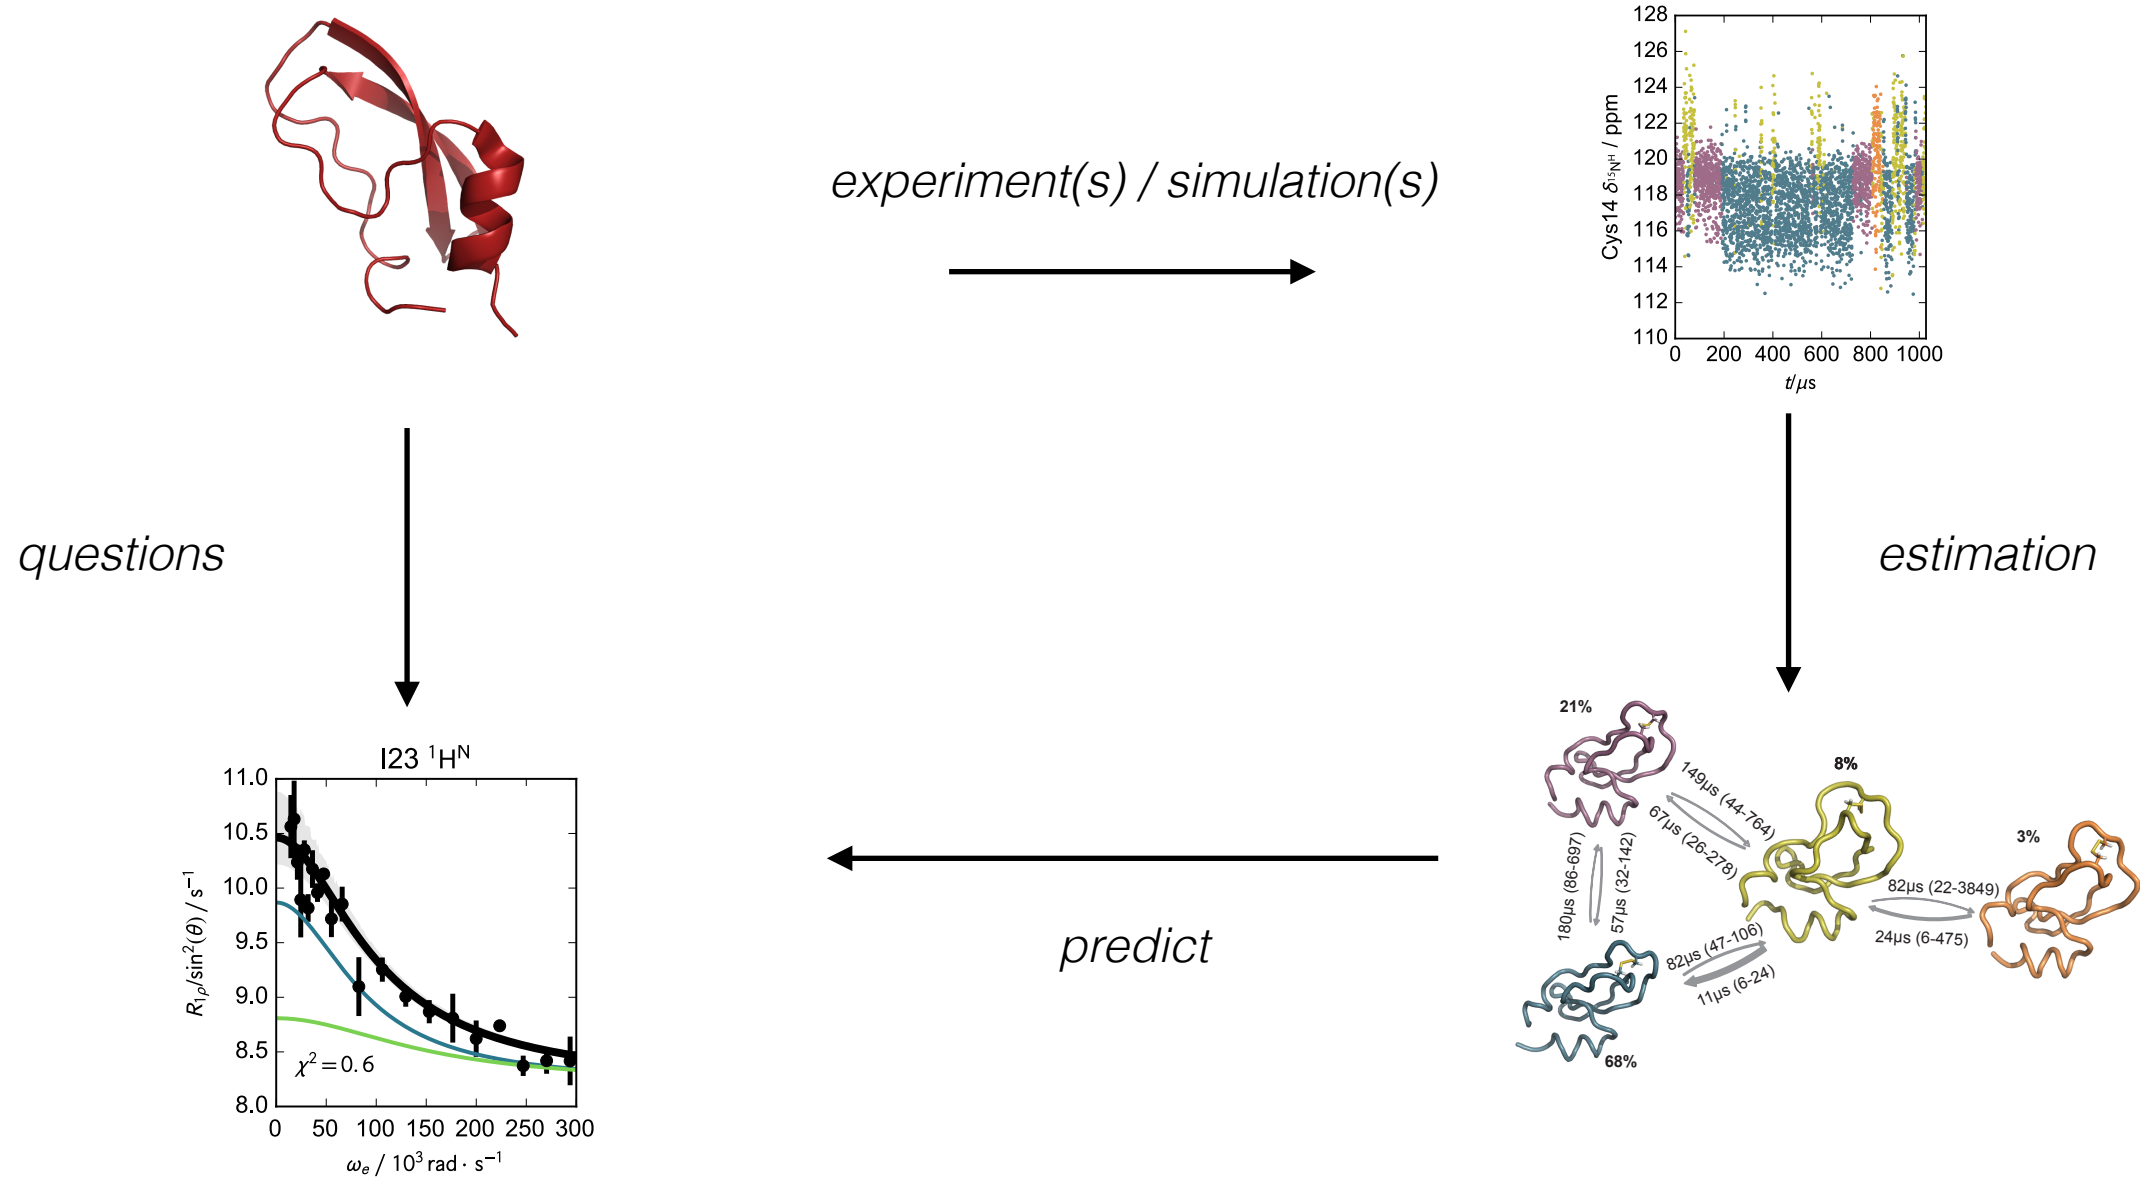 experiment(s) / simulation(s)
128
126
124
122
120
118
116
114
112
110
Cys14 δ¹⁵Nᴴ / ppm
0 200 400 600 800 1000
t/μs
questions
estimation
predict
I23 ¹Hᴺ
11.0
10.5
10.0
9.5
9.0
8.5
8.0
R₁ρ/sin²(θ) / s⁻¹
χ²=0.6
0 50 100 150 200 250 300
ωₑ / 10³ rad · s⁻¹
21%
149μs (44-764)
67μs (26-278)
8%
3%
180μs (86-697)
57μs (32-142)
82μs (22-3849)
24μs (6-475)
82μs (47-106)
11μs (6-24)
68%